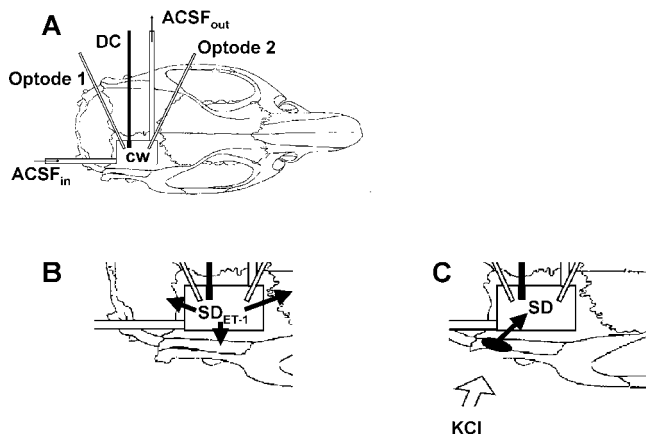 A
ACSFout
DC
Optode 2
Optode 1
cw
ACSFin
B
SDET-1
C
SD
KCl